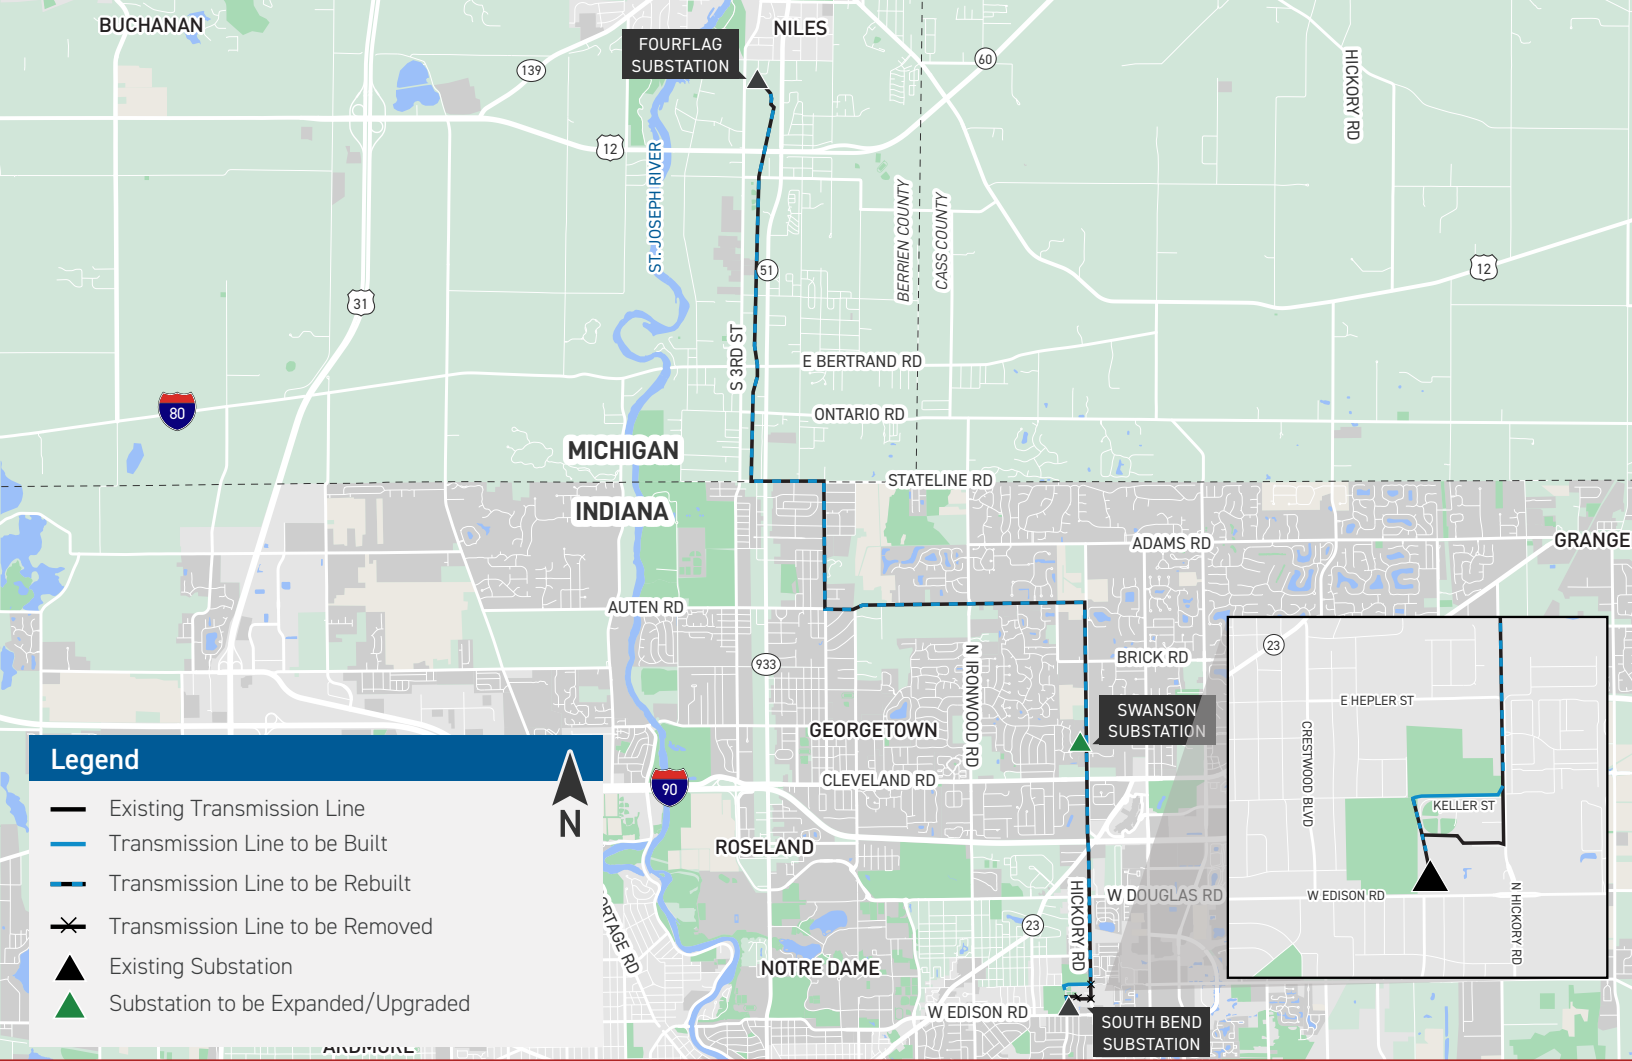 BUCHANAN
NILES
FOURFLAG
SUBSTATION
139
60
HICKORY RD
12
ST. JOSEPH RIVER
BERRIEN COUNTY
CASS COUNTY
51
12
31
S 3RD ST
E BERTRAND RD
80
ONTARIO RD
MICHIGAN
STATELINE RD
INDIANA
ADAMS RD
GRANGE
AUTEN RD
933
N IRONWOOD RD
BRICK RD
SWANSON
SUBSTATION
GEORGETOWN
CLEVELAND RD
90
ROSELAND
HICKORY RD
W DOUGLAS RD
23
ORTAGE RD
NOTRE DAME
W EDISON RD
SOUTH BEND
SUBSTATION
ARDMORE
23
E HEPLER ST
CRESTWOOD BLVD
KELLER ST
W EDISON RD
N HICKORY RD
Legend
N
Existing Transmission Line
Transmission Line to be Built
Transmission Line to be Rebuilt
Transmission Line to be Removed
Existing Substation
Substation to be Expanded/Upgraded